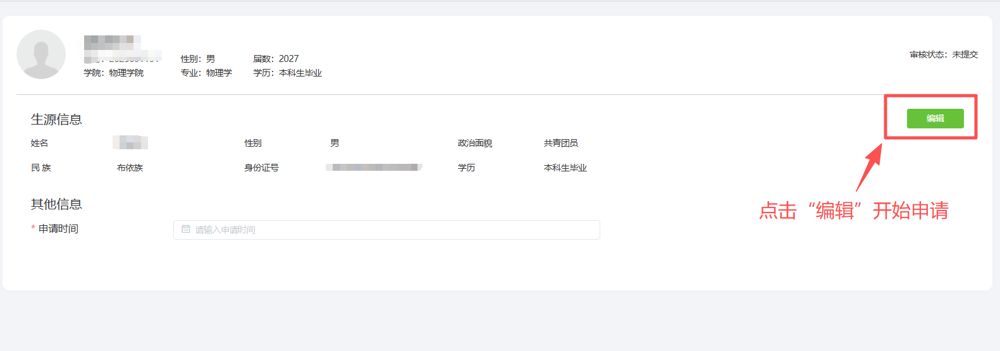 性别：男
届数：2027
审核状态：未提交
学院：物理学院
专业：物理学
学历：本科生毕业
生源信息
编辑
姓名
性别
男
政治面貌
共青团员
民 族
布依族
身份证号
学历
本科生毕业
点击“编辑”开始申请
其他信息
* 申请时间
请输入申请时间